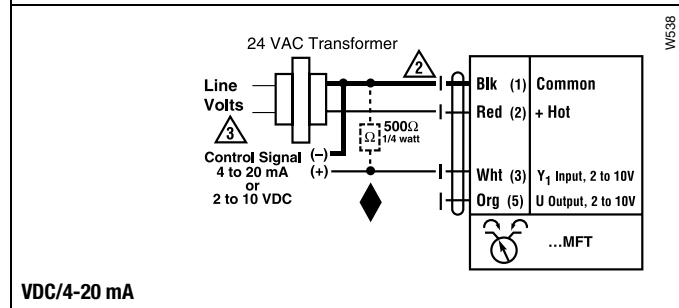 W538
24 VAC Transformer
Line
Volts
2
3
Control Signal (–)
4 to 20 mA (+)
or
2 to 10 VDC
Ω 500Ω
1/4 watt
Blk (1) Common
Red (2) + Hot
Wht (3) Y1 Input, 2 to 10V
Org (5) U Output, 2 to 10V
...MFT
VDC/4-20 mA